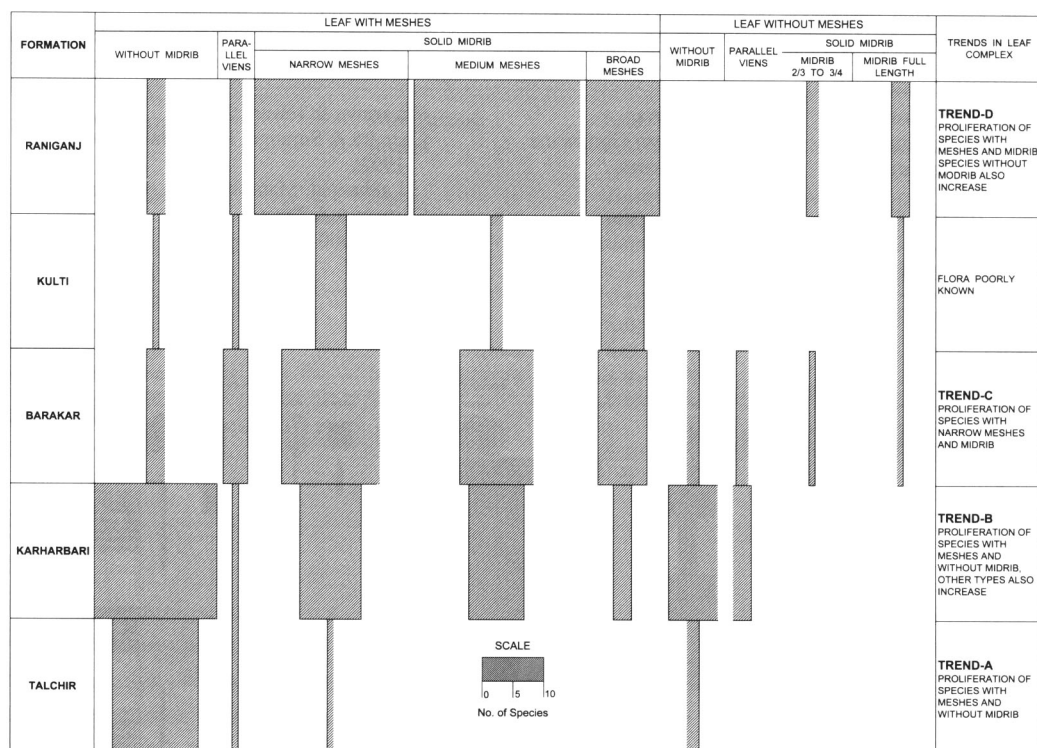 FORMATION
LEAF WITH MESHES
LEAF WITHOUT MESHES
TRENDS IN LEAF
COMPLEX
WITHOUT MIDRIB
PARA-
LLEL
VIENS
SOLID MIDRIB
NARROW MESHES
MEDIUM MESHES
BROAD
MESHES
WITHOUT
MIDRIB
PARALLEL
VIENS
SOLID MIDRIB
MIDRIB
2/3 TO 3/4
MIDRIB FULL
LENGTH
RANIGANJ
TREND-D
PROLIFERATION OF
SPECIES WITH
MESHES AND MIDRIB
SPECIES WITHOUT
MODRIB ALSO
INCREASE
KULTI
FLORA POORLY
KNOWN
BARAKAR
TREND-C
PROLIFERATION OF
SPECIES WITH
NARROW MESHES
AND MIDRIB
KARHARBARI
TREND-B
PROLIFERATION OF
SPECIES WITH
MESHES AND
WITHOUT MIDRIB,
OTHER TYPES ALSO
INCREASE
TALCHIR
SCALE
0 5 10
No. of Species
TREND-A
PROLIFERATION OF
SPECIES WITH
MESHES AND
WITHOUT MIDRIB